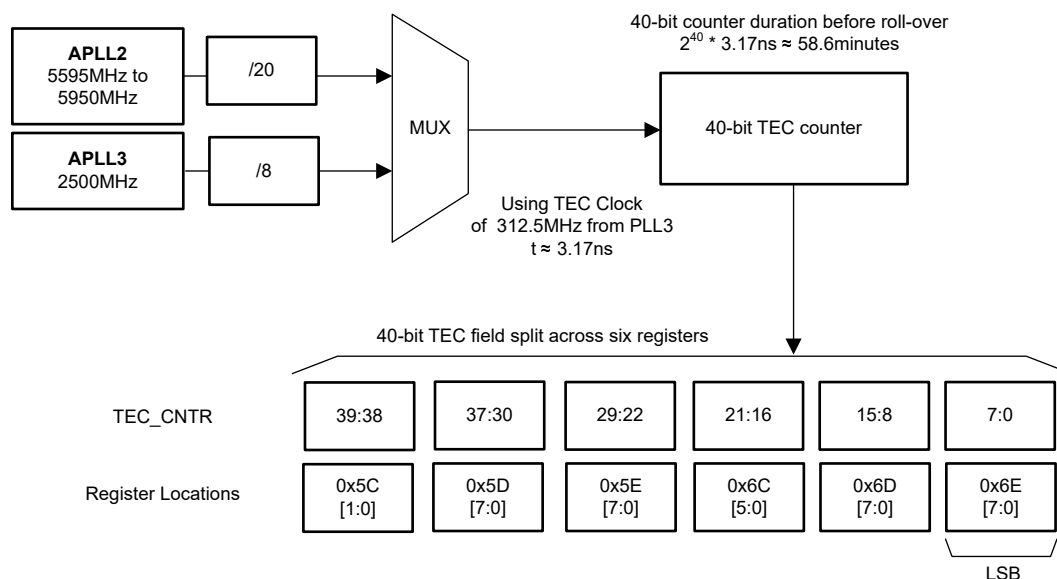 40-bit counter duration before roll-over
2^40 * 3.17ns ≈ 58.6minutes
APLL2
5595MHz to
5950MHz
/20
MUX
40-bit TEC counter
APLL3
2500MHz
/8
Using TEC Clock
of 312.5MHz from PLL3
t ≈ 3.17ns
40-bit TEC field split across six registers
TEC_CNTR
39:38
37:30
29:22
21:16
15:8
7:0
Register Locations
0x5C
[1:0]
0x5D
[7:0]
0x5E
[7:0]
0x6C
[5:0]
0x6D
[7:0]
0x6E
[7:0]
LSB